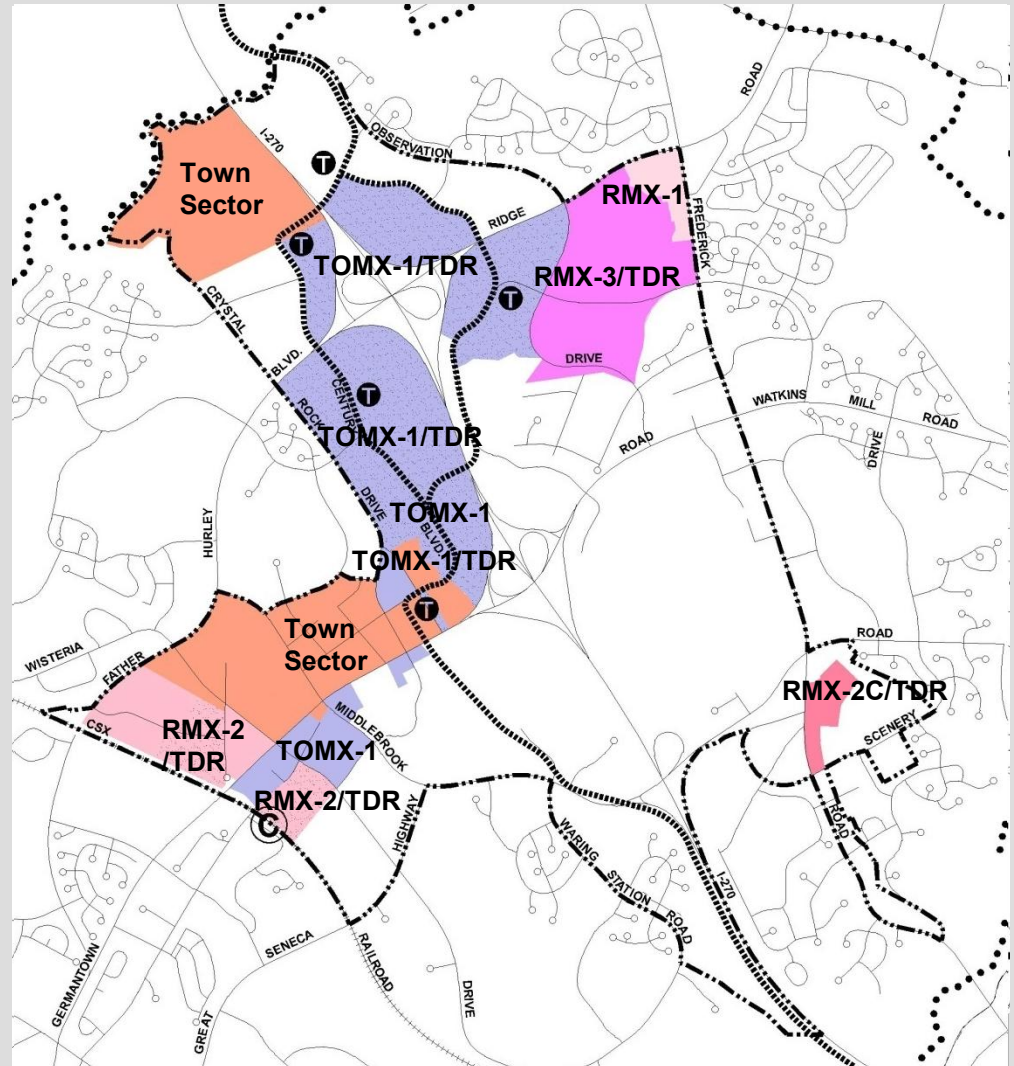 ROAD
I-270
OBSERVATION
T
Town
Sector
RMX-1
FREDERICK
RIDGE
T
TOMX-1/TDR
RMX-3/TDR
T
CRYSTAL
BLVD.
DRIVE
ROCK
CENTURY
T
WATKINS
MILL
ROAD
TOMX-1/TDR
ROAD
DRIVE
DRIVE
TOMX-1
BLVD.
HURLEY
TOMX-1/TDR
T
Town
Sector
ROAD
WISTERIA
FATHER
RMX-2C/TDR
CSX
RMX-2
/TDR
MIDDLEBROOK
SCENERY
TOMX-1
RMX-2/TDR
C
HIGHWAY
ROAD
WARING
STATION
ROAD
I-270
SENECA
RAILROAD
GERMANTOWN
GREAT
DRIVE